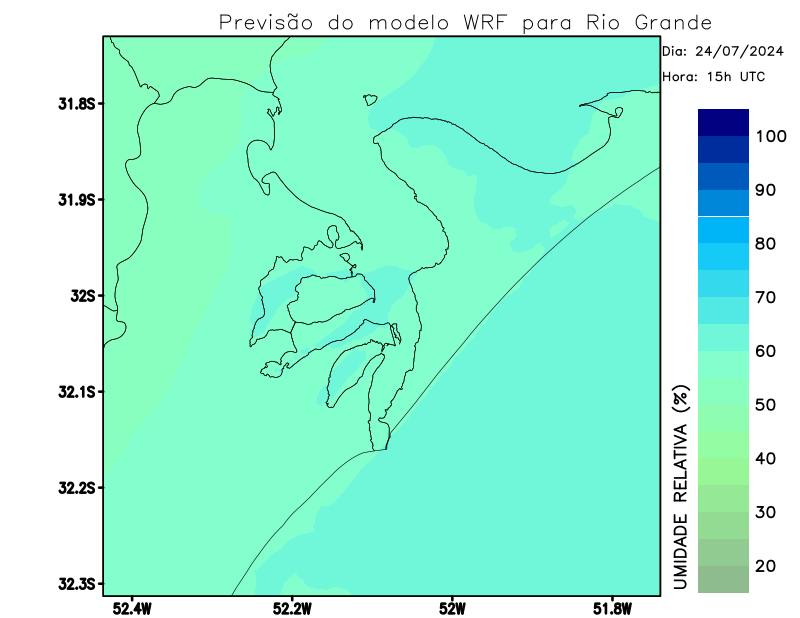 Previsão do modelo WRF para Rio Grande
Dia: 24/07/2024
Hora: 15h UTC
31.8S
31.9S
32S
32.1S
32.2S
32.3S
52.4W 52.2W 52W 51.8W
100
90
80
70
60
50
40
30
20
UMIDADE RELATIVA (%)